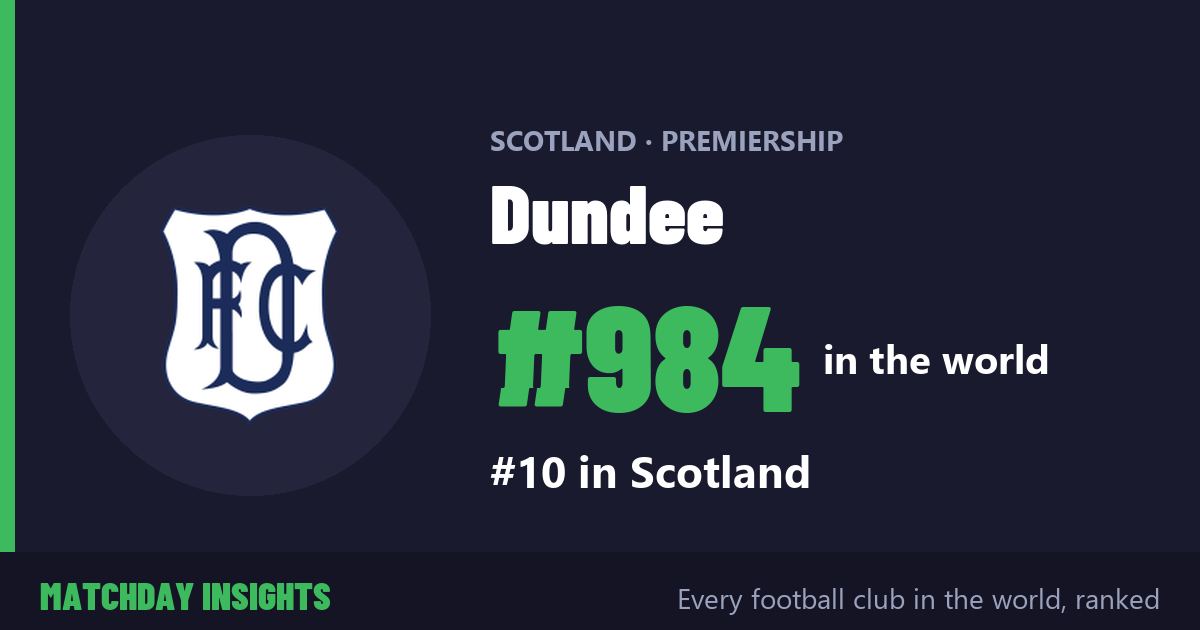 SCOTLAND · PREMIERSHIP
Dundee
DFC
#984 in the world
#10 in Scotland
MATCHDAY INSIGHTS
Every football club in the world, ranked